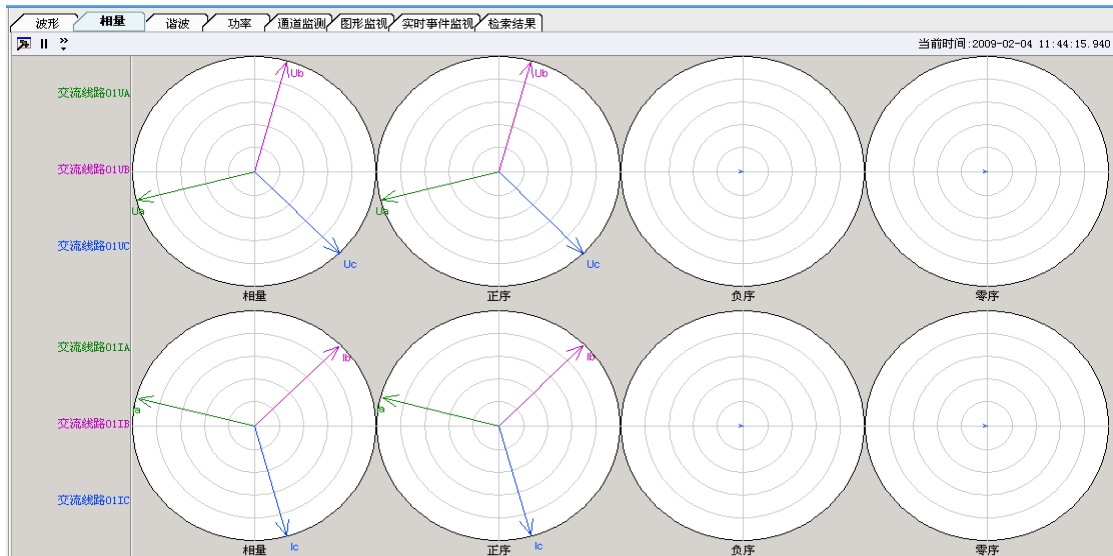 波形 相量 谐波 功率 通道监测 图形监视 实时事件监视 检索结果
当前时间:2009-02-04 11:44:15.940
交流线路01UA
交流线路01UB
交流线路01UC
Ub
Ua
Uc
Ub
Ua
Uc
相量 正序 负序 零序
交流线路01IA
交流线路01IB
交流线路01IC
Ib
Ia
Ic
Ib
Ia
Ic
相量 正序 负序 零序